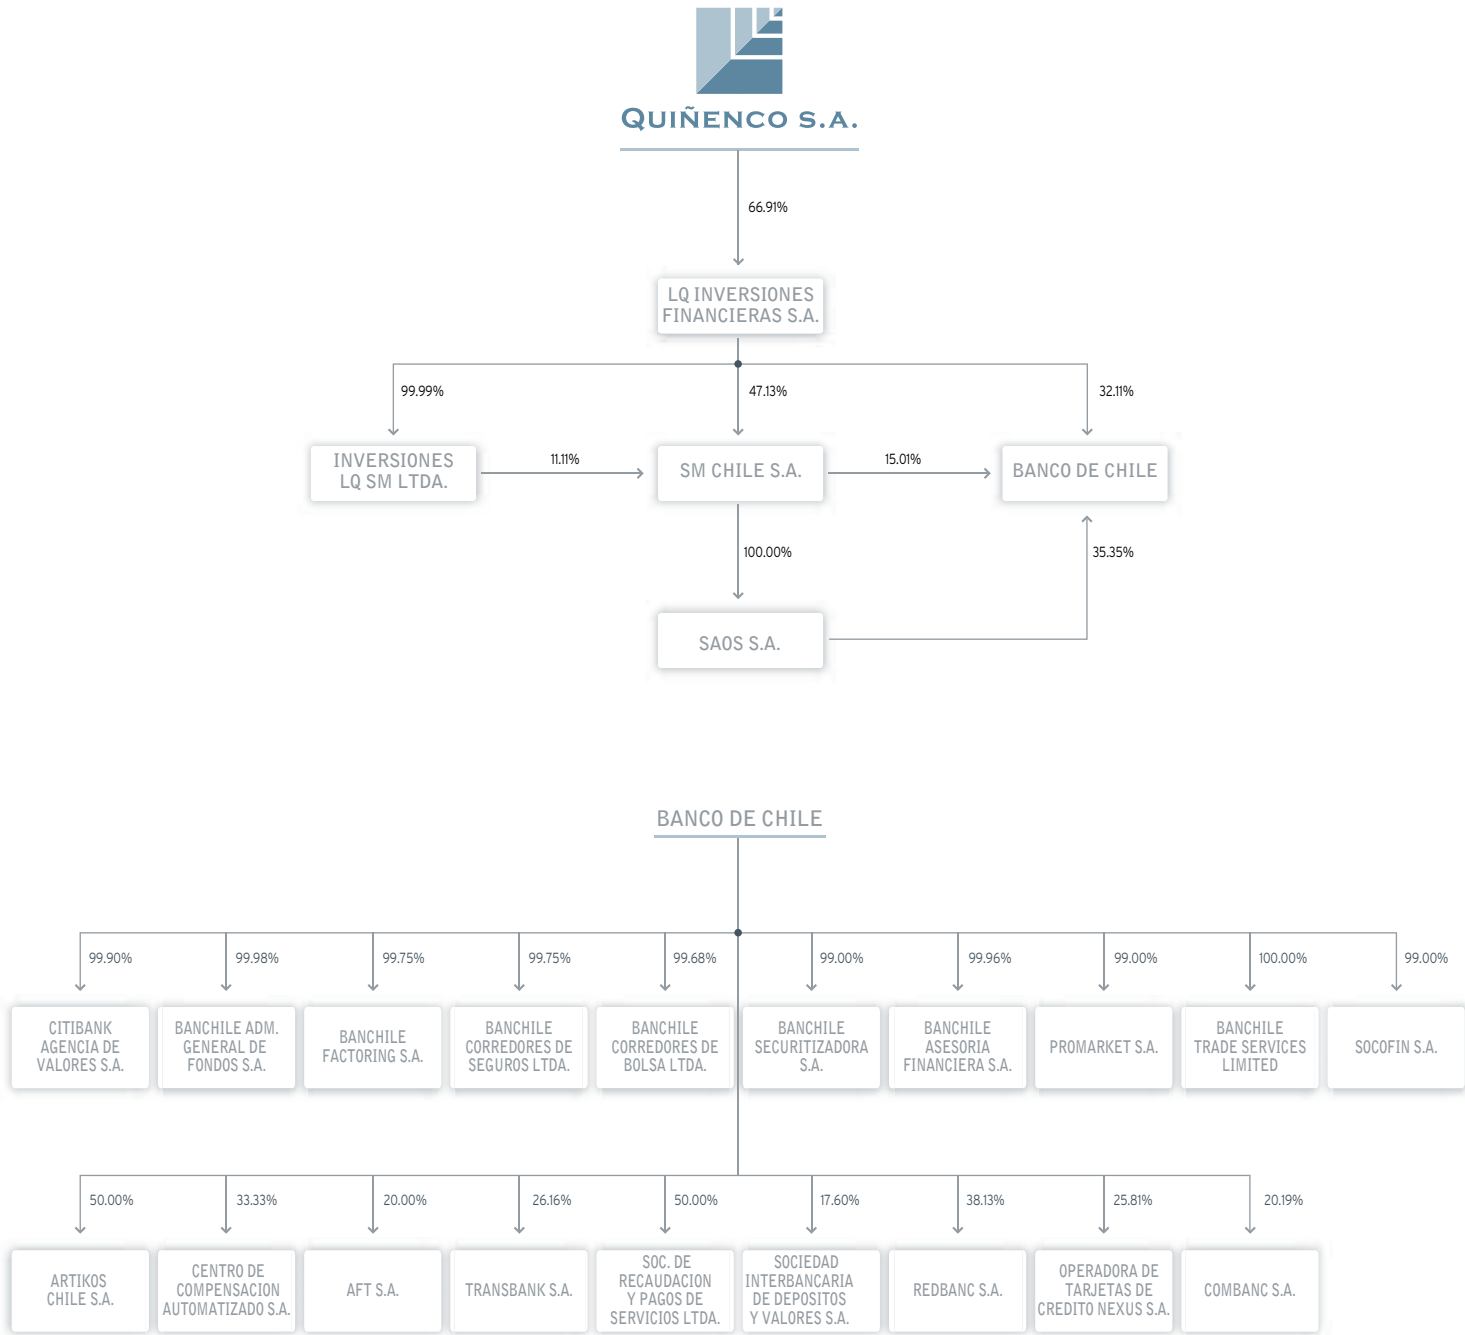 QUIÑENCO S.A.
66.91%
LQ INVERSIONES
FINANCIERAS S.A.
99.99%
47.13%
32.11%
INVERSIONES
LQ SM LTDA.
11.11%
SM CHILE S.A.
15.01%
BANCO DE CHILE
100.00%
35.35%
SAOS S.A.
BANCO DE CHILE
99.90%
99.98%
99.75%
99.75%
99.68%
99.00%
99.96%
99.00%
100.00%
99.00%
CITIBANK
AGENCIA DE
VALORES S.A.
BANCHILE ADM.
GENERAL DE
FONDOS S.A.
BANCHILE
FACTORING S.A.
BANCHILE
CORREDORES DE
SEGUROS LTDA.
BANCHILE
CORREDORES DE
BOLSA LTDA.
BANCHILE
SECURITIZADORA
S.A.
BANCHILE
ASESORIA
FINANCIERA S.A.
PROMARKET S.A.
BANCHILE
TRADE SERVICES
LIMITED
SOCOFIN S.A.
50.00%
33.33%
20.00%
26.16%
50.00%
17.60%
38.13%
25.81%
20.19%
ARTIKOS
CHILE S.A.
CENTRO DE
COMPENSACION
AUTOMATIZADO S.A.
AFT S.A.
TRANSBANK S.A.
SOC. DE
RECAUDACION
Y PAGOS DE
SERVICIOS LTDA.
SOCIEDAD
INTERBANCARIA
DE DEPOSITOS
Y VALORES S.A.
REDBANC S.A.
OPERADORA DE
TARJETAS DE
CREDITO NEXUS S.A.
COMBANC S.A.